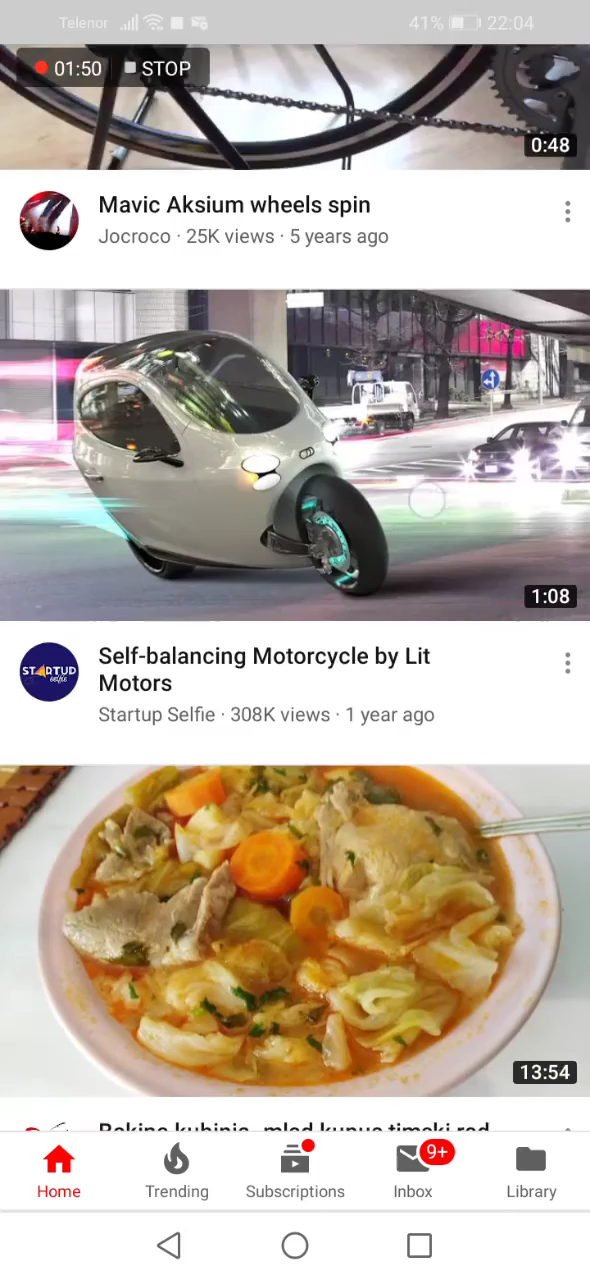 Telenor 41% 22:04
01:50 STOP
0:48
Mavic Aksium wheels spin
Jocroco · 25K views · 5 years ago
1:08
STARTUP
selfie
Self-balancing Motorcycle by Lit
Motors
Startup Selfie · 308K views · 1 year ago
13:54
9+
Home Trending Subscriptions Inbox Library